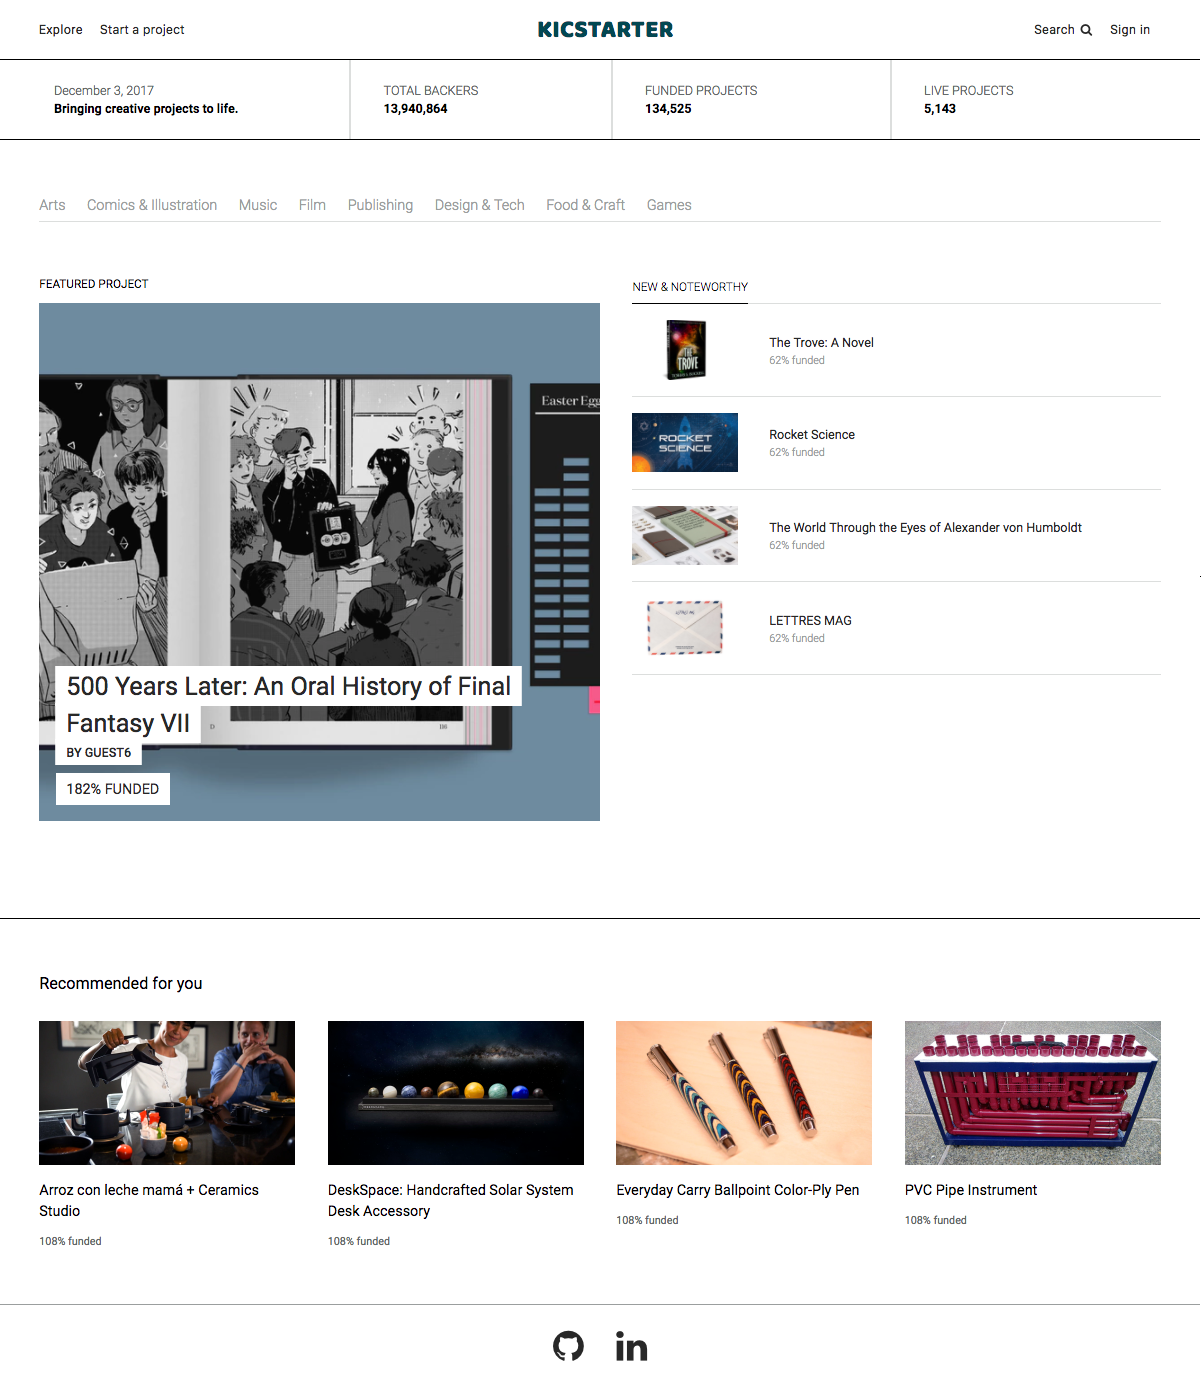 Explore Start a project KICSTARTER Search Sign in
December 3, 2017
Bringing creative projects to life.
TOTAL BACKERS
13,940,864
FUNDED PROJECTS
134,525
LIVE PROJECTS
5,143
Arts Comics & Illustration Music Film Publishing Design & Tech Food & Craft Games
FEATURED PROJECT
Easter Egg
500 Years Later: An Oral History of Final
Fantasy VII
BY GUEST6
182% FUNDED
NEW & NOTEWORTHY
THE
TROVE
The Trove: A Novel
62% funded
ROCKET
SCIENCE
Rocket Science
62% funded
The World Through the Eyes of Alexander von Humboldt
62% funded
LETTRES MAG
62% funded
Recommended for you
Arroz con leche mamá + Ceramics
Studio
108% funded
DeskSpace: Handcrafted Solar System
Desk Accessory
108% funded
Everyday Carry Ballpoint Color-Ply Pen
108% funded
PVC Pipe Instrument
108% funded
in